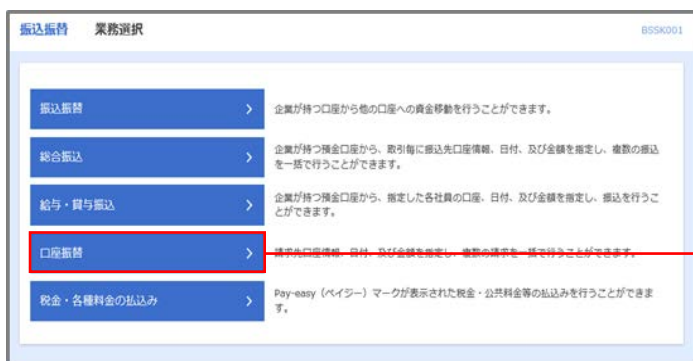 振込振替 業務選択 BSSK001
振込振替
企業が持つ口座から他の口座への資金移動を行うことができます。
総合振込
企業が持つ預金口座から、取引毎に振込先口座情報、日付、及び金額を指定し、複数の振込
を一括で行うことができます。
給与・賞与振込
企業が持つ預金口座から、指定した各社員の口座、日付、及び金額を指定し、振込を行うこ
とができます。
口座振替
請求先口座情報、日付、及び金額を指定し、複数の請求を一括で行うことができます。
税金・各種料金の払込み
Pay-easy（ペイジー）マークが表示された税金・公共料金等の払込みを行うことができま
す。